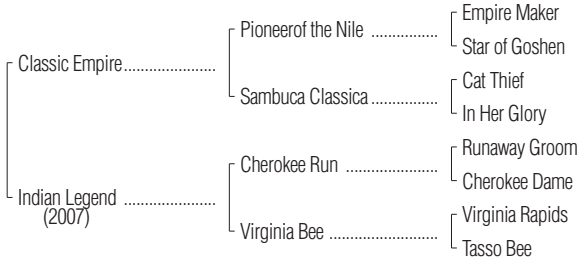 Empire Maker
Pioneerof the Nile ................
Star of Goshen
Classic Empire......................
Cat Thief
Sambuca Classica................
In Her Glory
Runaway Groom
Cherokee Run ......................
Cherokee Dame
Indian Legend ......................
(2007)
Virginia Rapids
Virginia Bee ..........................
Tasso Bee